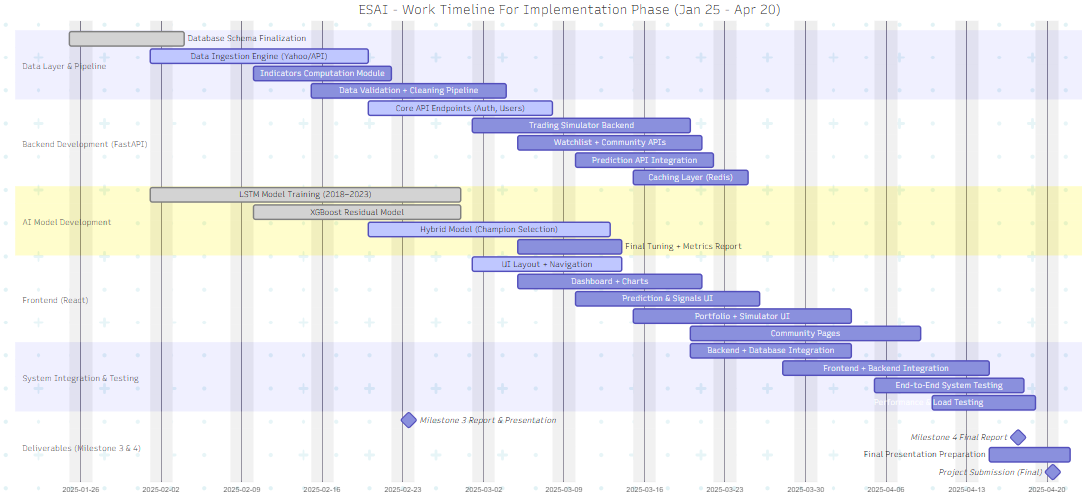 ESAI - Work Timeline For Implementation Phase (Jan 25 - Apr 20)
Database Schema Finalization
Data Ingestion Engine (Yahoo/API)
Data Layer & Pipeline
Indicators Computation Module
Data Validation + Cleaning Pipeline
Core API Endpoints (Auth, Users)
Trading Simulator Backend
Backend Development (FastAPI)
Watchlist + Community APIs
Prediction API Integration
Caching Layer (Redis)
LSTM Model Training (2018–2023)
XGBoost Residual Model
AI Model Development
Hybrid Model (Champion Selection)
Final Tuning + Metrics Report
UI Layout + Navigation
Dashboard + Charts
Frontend (React)
Prediction & Signals UI
Portfolio + Simulator UI
Community Pages
Backend + Database Integration
System Integration & Testing
Frontend + Backend Integration
End-to-End System Testing
Load Testing
Milestone 3 Report & Presentation
Deliverables (Milestone 3 & 4)
Milestone 4 Final Report
Final Presentation Preparation
Project Submission (Final)
2025-01-26 2025-02-02 2025-02-09 2025-02-16 2025-02-23 2025-03-02 2025-03-09 2025-03-16 2025-03-23 2025-03-30 2025-04-06 2025-04-13 2025-04-20